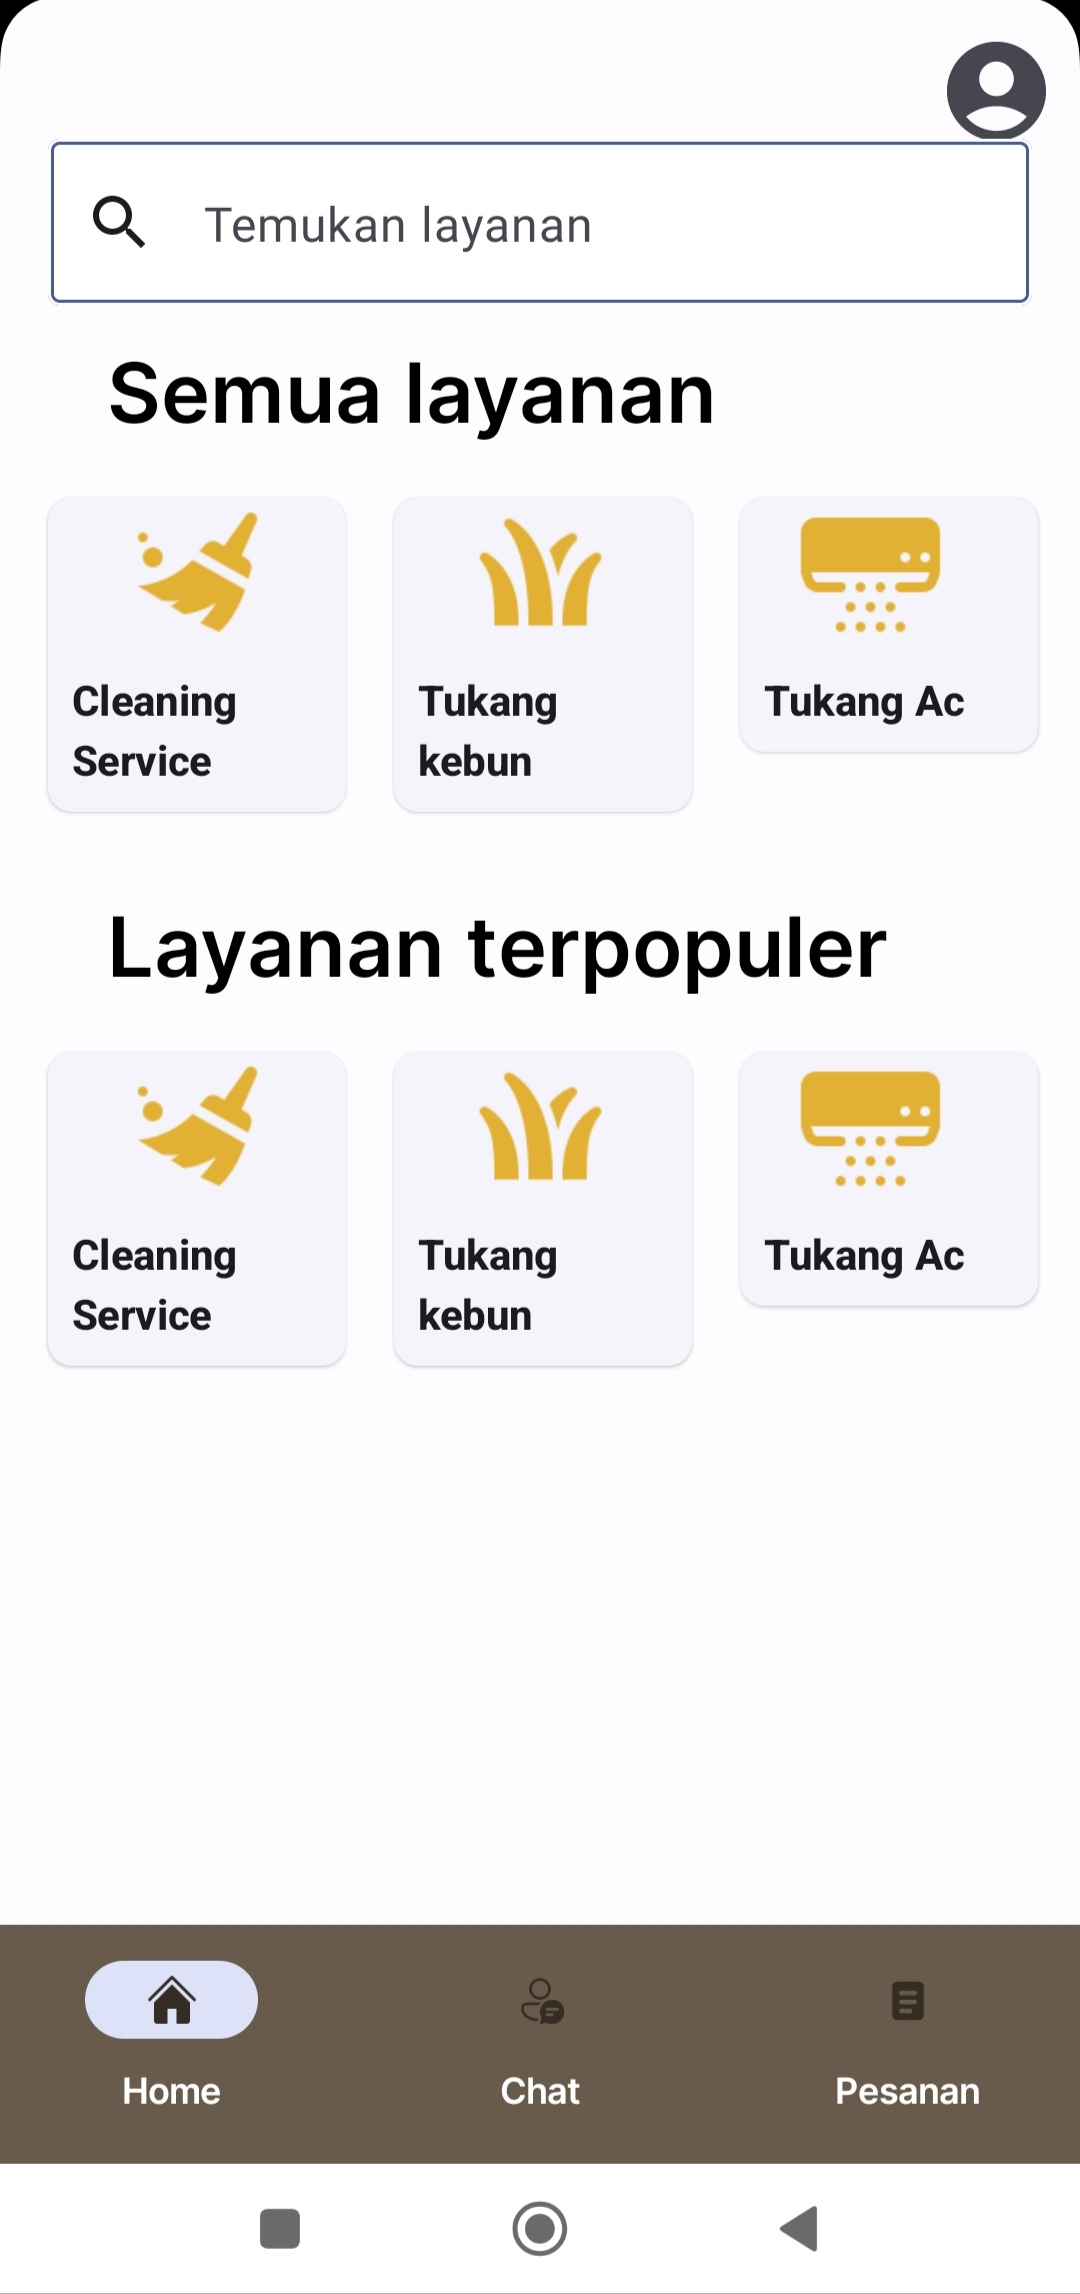 Temukan layanan
Semua layanan
Cleaning
Service
Tukang
kebun
Tukang Ac
Layanan terpopuler
Cleaning
Service
Tukang
kebun
Tukang Ac
Home
Chat
Pesanan